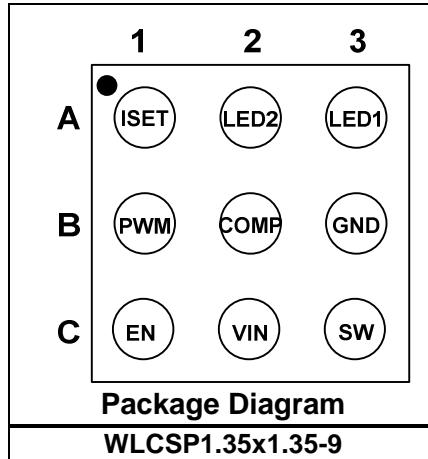 1 2 3
A ISET LED2 LED1
B PWM COMP GND
C EN VIN SW
Package Diagram
WLCSP1.35x1.35-9